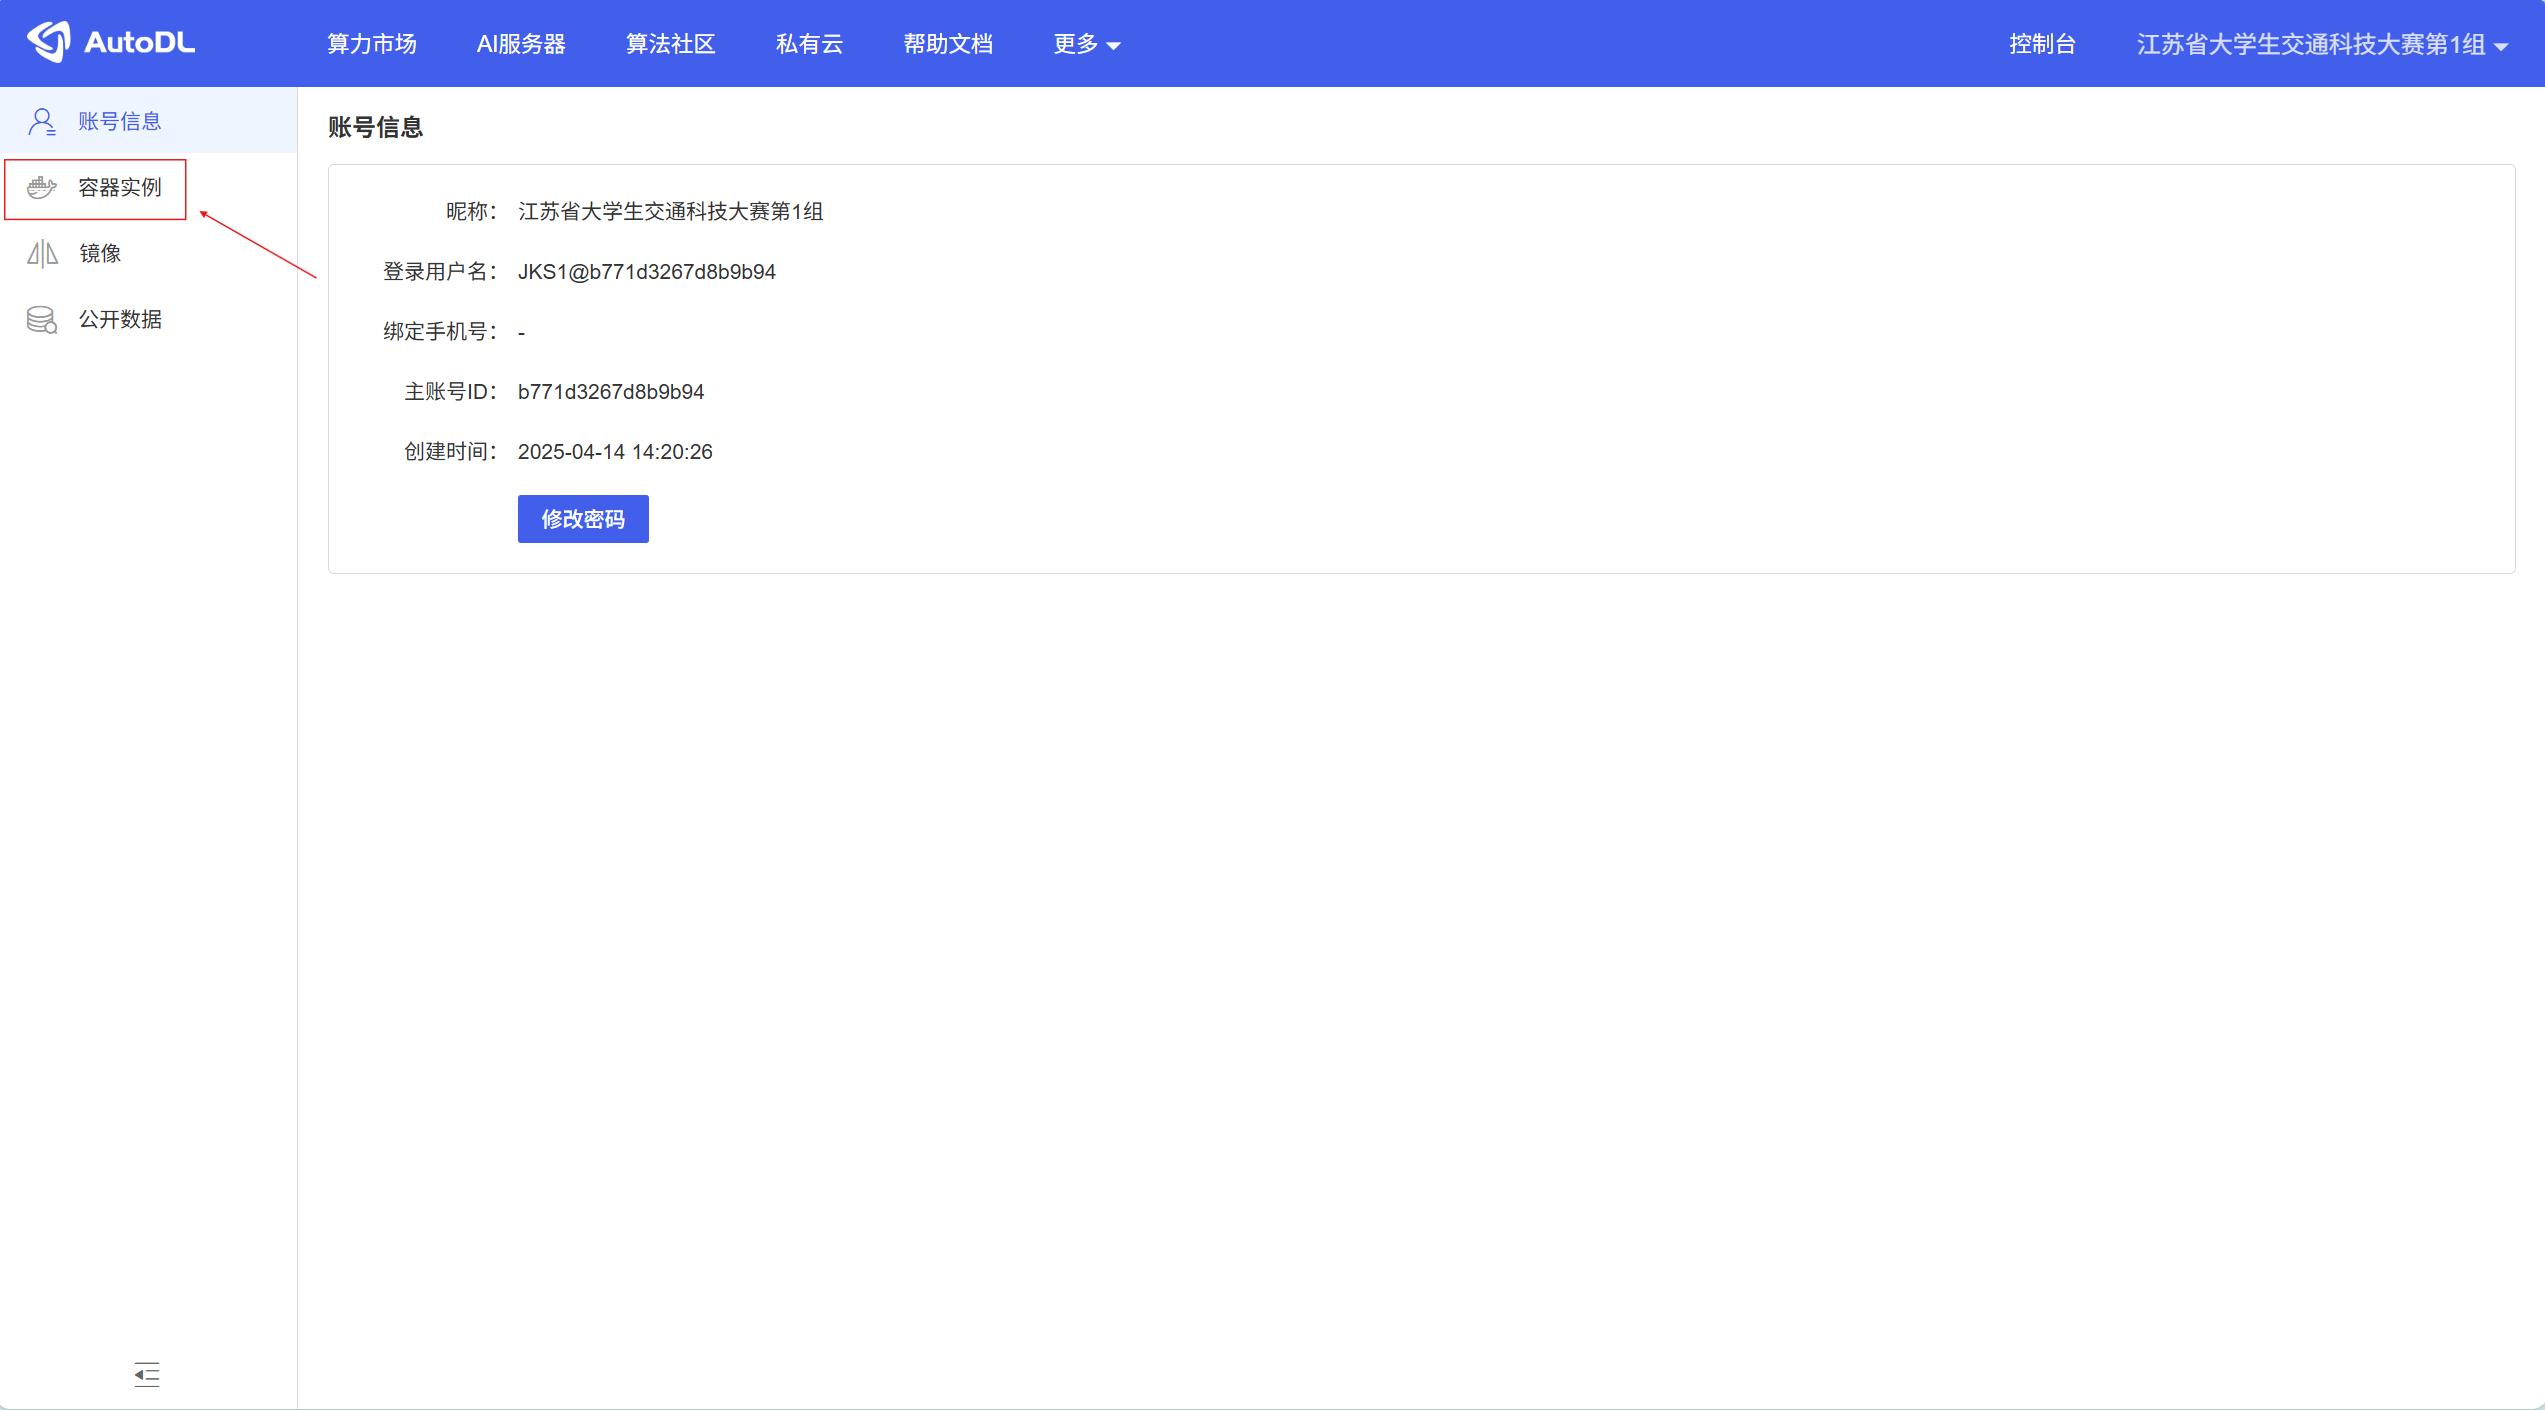 AutoDL
算力市场 AI服务器 算法社区 私有云 帮助文档 更多 控制台 江苏省大学生交通科技大赛第1组
账号信息
容器实例
镜像
公开数据
账号信息
昵称： 江苏省大学生交通科技大赛第1组
登录用户名： JKS1@b771d3267d8b9b94
绑定手机号： -
主账号ID： b771d3267d8b9b94
创建时间： 2025-04-14 14:20:26
修改密码